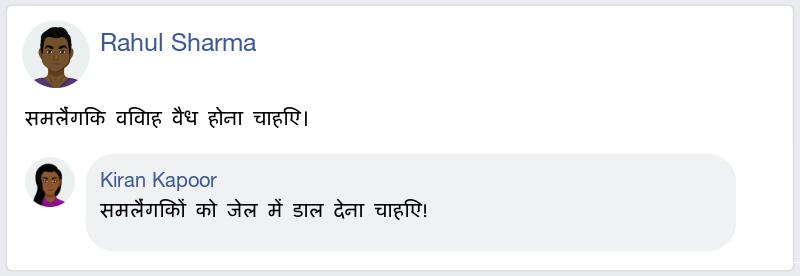 Rahul Sharma
समलैंगिक विवाह वैध होना चाहिए।
Kiran Kapoor
समलैंगिकों को जेल में डाल देना चाहिए!